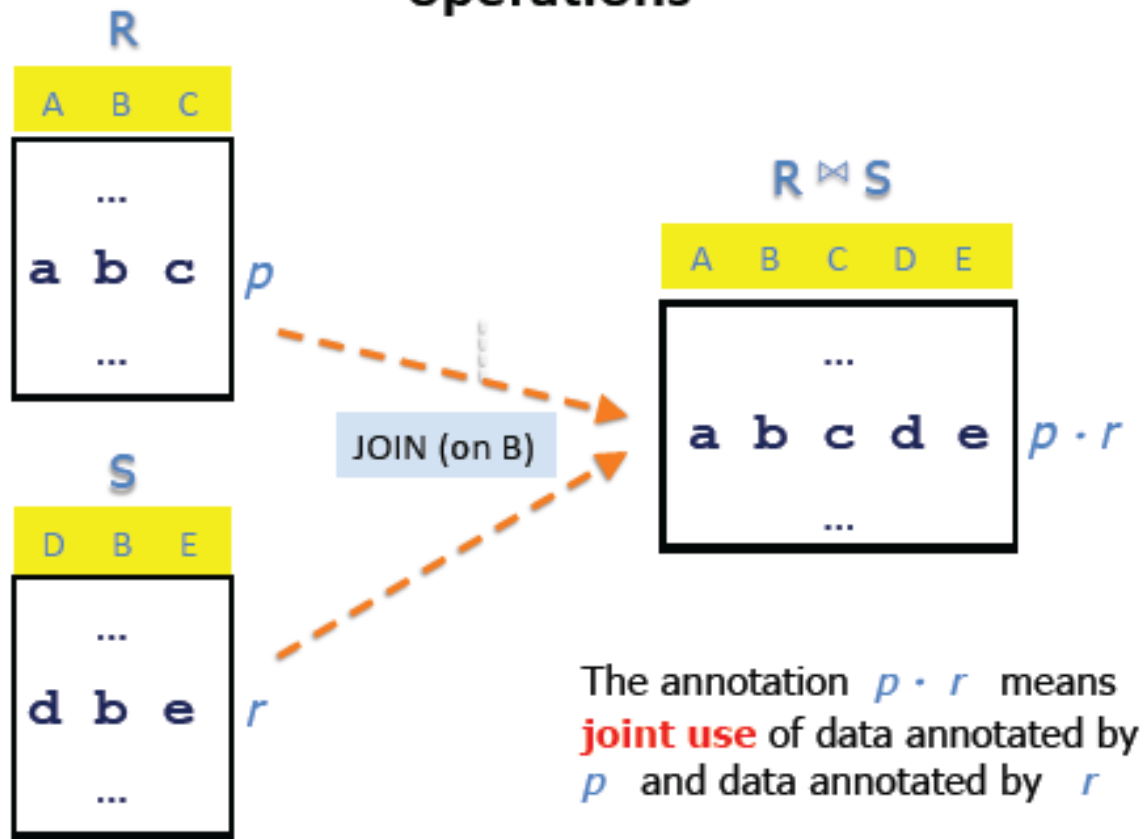 Operations
R
A B C
...
a b c p
...
S
D B E
...
d b e r
...
JOIN (on B)
R ⋈ S
A B C D E
...
a b c d e p · r
...
The annotation p · r means
joint use of data annotated by
p and data annotated by r